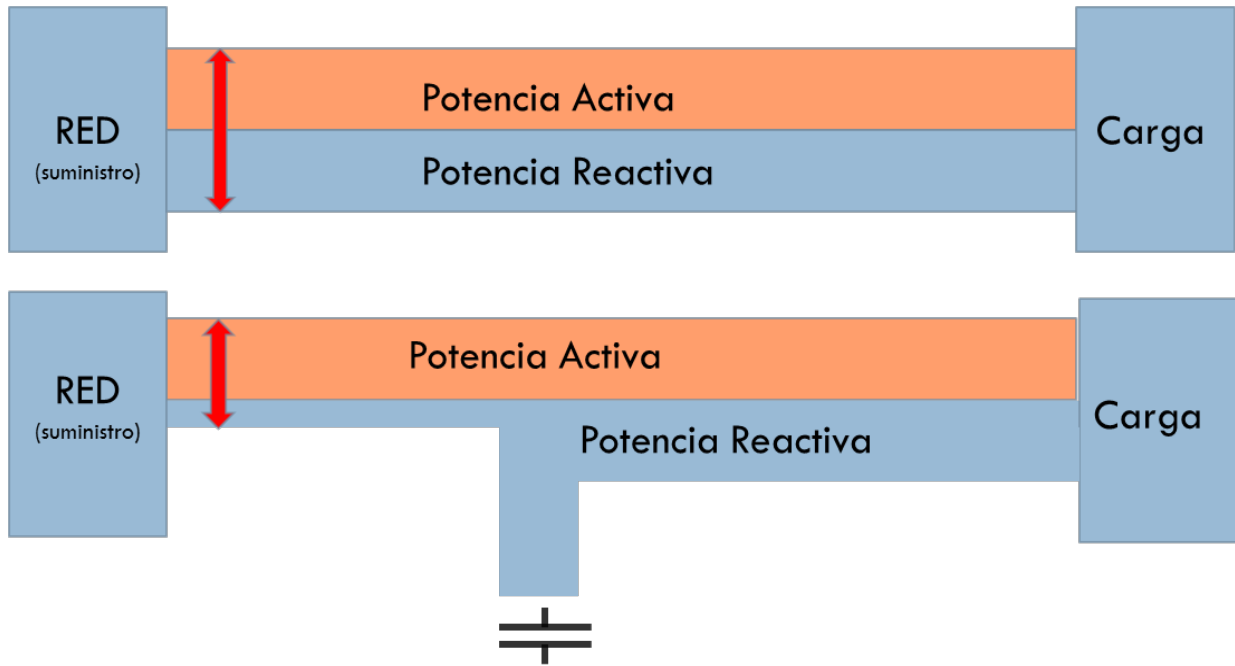 Potencia Activa
RED
(suministro)
Potencia Reactiva
Carga
Potencia Activa
RED
(suministro)
Potencia Reactiva
Carga